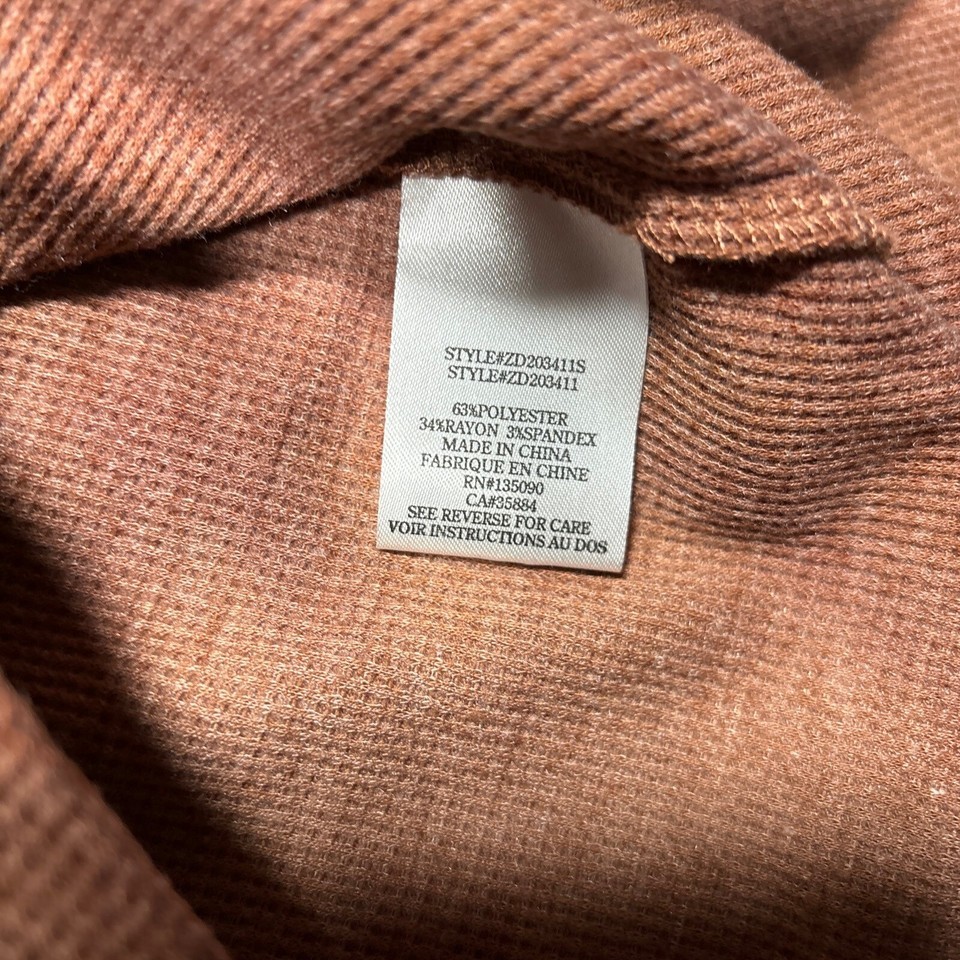 STYLE#ZD203411S
STYLE#ZD203411
63%POLYESTER
34%RAYON 3%SPANDEX
MADE IN CHINA
FABRIQUE EN CHINE
RN#135090
CA#35884
SEE REVERSE FOR CARE
VOIR INSTRUCTIONS AU DOS